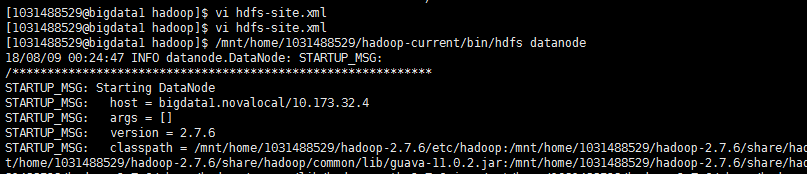 [1031488529@bigdata1 hadoop]$ vi hdfs-site.xml
[1031488529@bigdata1 hadoop]$ vi hdfs-site.xml
[1031488529@bigdata1 hadoop]$ /mnt/home/1031488529/hadoop-current/bin/hdfs datanode
18/08/09 00:24:47 INFO datanode.DataNode: STARTUP_MSG:
/************************************************************
STARTUP_MSG: Starting DataNode
STARTUP_MSG:   host = bigdata1.novalocal/10.173.32.4
STARTUP_MSG:   args = []
STARTUP_MSG:   version = 2.7.6
STARTUP_MSG:   classpath = /mnt/home/1031488529/hadoop-2.7.6/etc/hadoop:/mnt/home/1031488529/hadoop-2.7.6/share/had
t/home/1031488529/hadoop-2.7.6/share/hadoop/common/lib/guava-11.0.2.jar:/mnt/home/1031488529/hadoop-2.7.6/share/hado